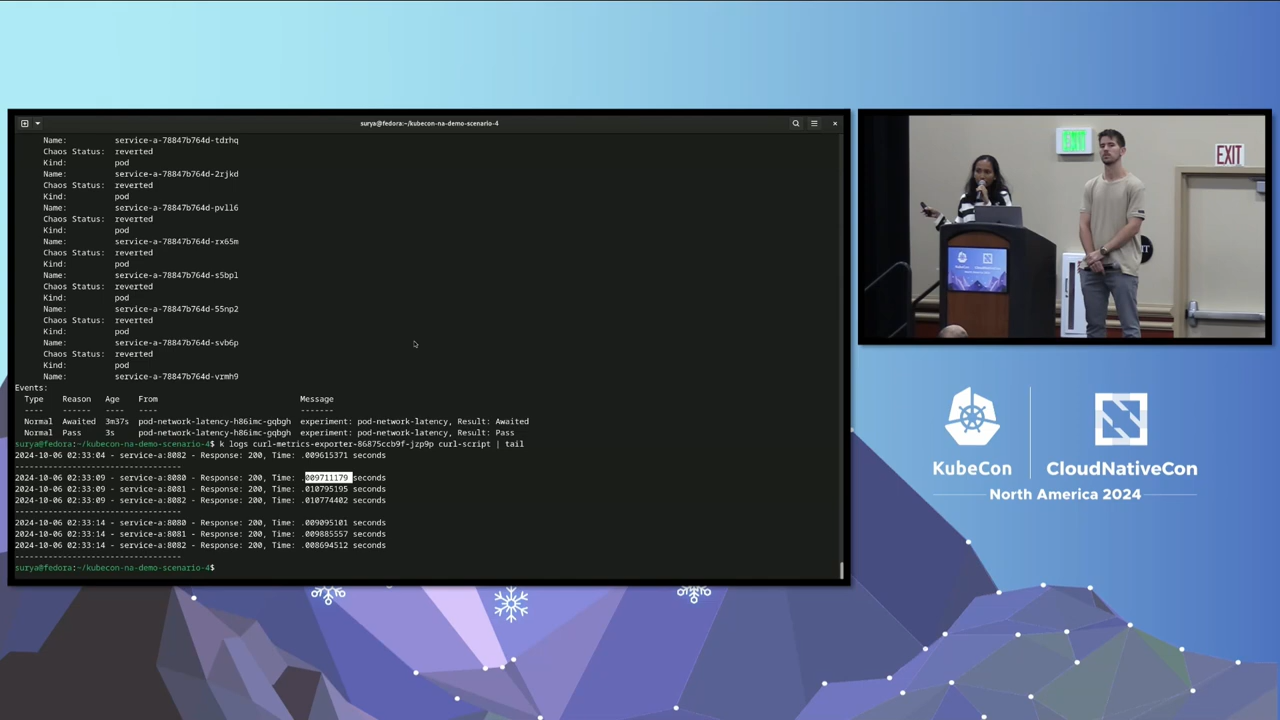 surya@fedora:~/kubecon-na-demo-scenario-4
Name: service-a-78847b764d-tdrhq
Chaos Status: reverted
Kind: pod
Name: service-a-78847b764d-2rjkd
Chaos Status: reverted
Kind: pod
Name: service-a-78847b764d-pvll6
Chaos Status: reverted
Kind: pod
Name: service-a-78847b764d-rx65m
Chaos Status: reverted
Kind: pod
Name: service-a-78847b764d-s5bpl
Chaos Status: reverted
Kind: pod
Name: service-a-78847b764d-55np2
Chaos Status: reverted
Kind: pod
Name: service-a-78847b764d-svb6p
Chaos Status: reverted
Kind: pod
Name: service-a-78847b764d-vrmh9
Events:
Type Reason Age From Message
---- ------ ---- ---- -------
Normal Awaited 3m37s pod-network-latency-h86imc-gqbgh experiment: pod-network-latency, Result: Awaited
Normal Pass 3s pod-network-latency-h86imc-gqbgh experiment: pod-network-latency, Result: Pass
surya@fedora:~/kubecon-na-demo-scenario-4$ k logs curl-metrics-exporter-86875ccb9f-jzp9p curl-script | tail
2024-10-06 02:33:04 - service-a:8082 - Response: 200, Time: .009615371 seconds
----------------------------------
2024-10-06 02:33:09 - service-a:8080 - Response: 200, Time: .009711179 seconds
2024-10-06 02:33:09 - service-a:8081 - Response: 200, Time: .010795195 seconds
2024-10-06 02:33:09 - service-a:8082 - Response: 200, Time: .010774402 seconds
----------------------------------
2024-10-06 02:33:14 - service-a:8080 - Response: 200, Time: .009095101 seconds
2024-10-06 02:33:14 - service-a:8081 - Response: 200, Time: .009885557 seconds
2024-10-06 02:33:14 - service-a:8082 - Response: 200, Time: .008694512 seconds
----------------------------------
surya@fedora:~/kubecon-na-demo-scenario-4$
EXIT
EXIT
KubeCon
CloudNativeCon
KubeCon CloudNativeCon
North America 2024